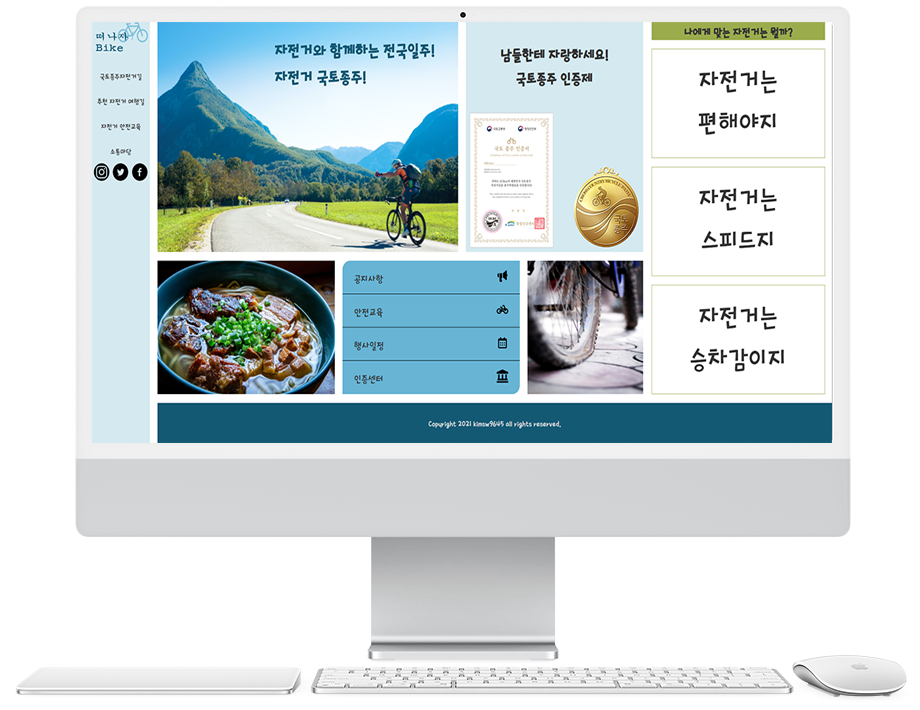 떠나자
Bike
국토종주자전거길
추천 자전거 여행길
자전거 안전교육
소통마당
자전거와 함께하는 전국일주!
자전거 국토종주!
남들한테 자랑하세요!
국토종주 인증제
국토 종주 인증서
나에게 맞는 자전거는 뭘까?
자전거는
편해야지
자전거는
스피드지
자전거는
승차감이지
공지사항
안전교육
행사일정
인증센터
Copyright 2021 kimsw9645 all rights reserved.